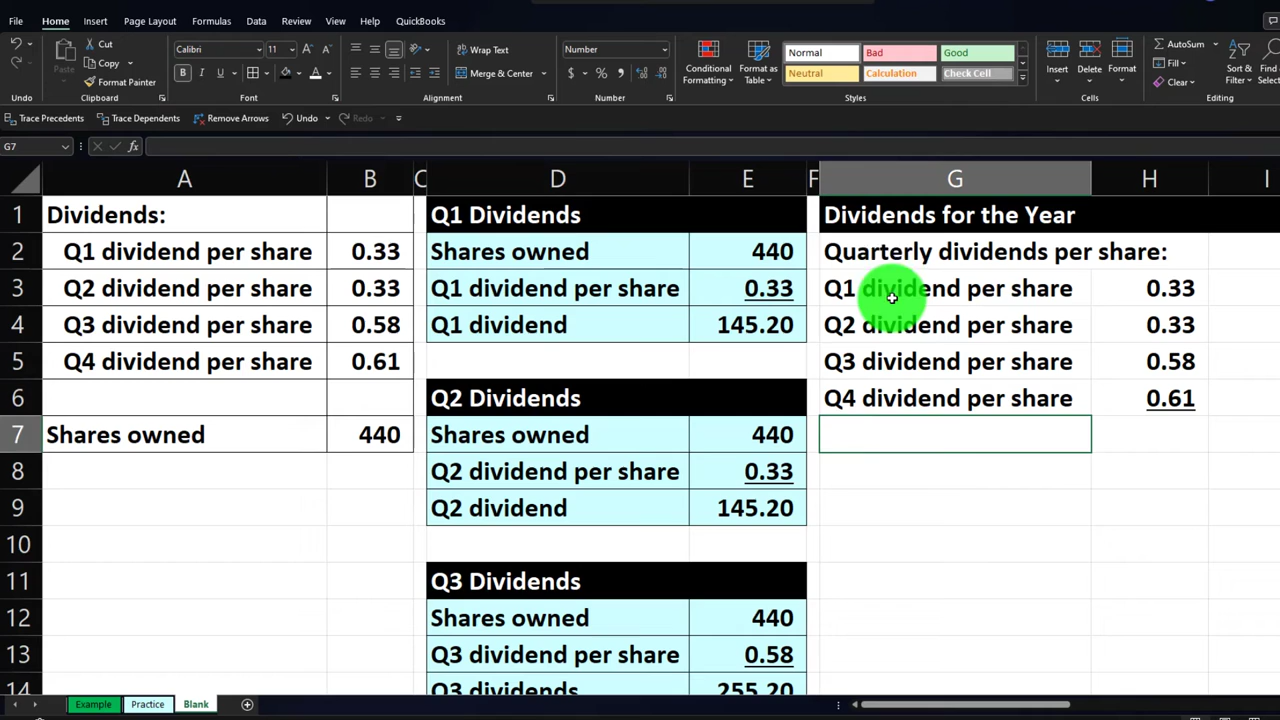 File Home Insert Page Layout Formulas Data Review View Help QuickBooks
Cut
Copy
Format Painter
Paste
Calibri 11
Wrap Text
Merge & Center
Number
Conditional Formatting
Format as Table
Normal Bad Good
Neutral Calculation Check Cell
Insert Delete Format
AutoSum
Fill
Clear
Sort & Filter
Find
Undo Clipboard Font Alignment Number Styles Cells Editing
Trace Precedents Trace Dependents Remove Arrows Undo Redo
G7 fx
A B C D E F G H I
1 Dividends: Q1 Dividends Dividends for the Year
2 Q1 dividend per share 0.33 Shares owned 440 Quarterly dividends per share:
3 Q2 dividend per share 0.33 Q1 dividend per share 0.33 Q1 dividend per share 0.33
4 Q3 dividend per share 0.58 Q1 dividend 145.20 Q2 dividend per share 0.33
5 Q4 dividend per share 0.61 Q3 dividend per share 0.58
6 Q2 Dividends Q4 dividend per share 0.61
7 Shares owned 440 Shares owned 440
8 Q2 dividend per share 0.33
9 Q2 dividend 145.20
10
11 Q3 Dividends
12 Shares owned 440
13 Q3 dividend per share 0.58
14 Q3 dividends 255.20
Example Practice Blank